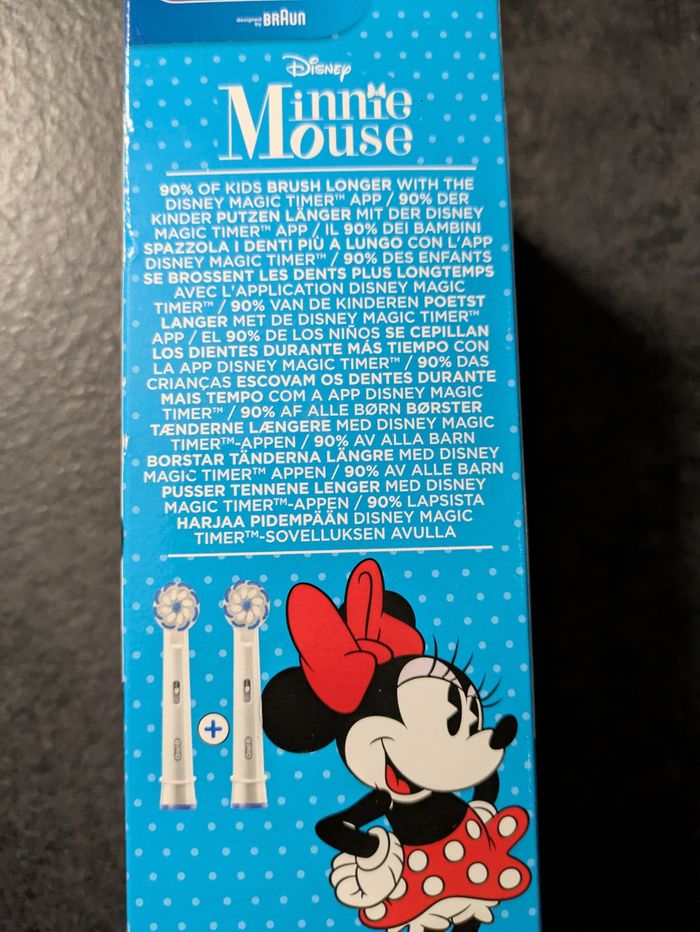 designed by BRAUN
Disney
Minnie
Mouse
90% OF KIDS BRUSH LONGER WITH THE
DISNEY MAGIC TIMER™ APP / 90% DER
KINDER PUTZEN LÄNGER MIT DER DISNEY
MAGIC TIMER™ APP / IL 90% DEI BAMBINI
SPAZZOLA I DENTI PIÙ A LUNGO CON L'APP
DISNEY MAGIC TIMER™ / 90% DES ENFANTS
SE BROSSENT LES DENTS PLUS LONGTEMPS
AVEC L'APPLICATION DISNEY MAGIC
TIMER™ / 90% VAN DE KINDEREN POETST
LANGER MET DE DISNEY MAGIC TIMER™
APP / EL 90% DE LOS NIÑOS SE CEPILLAN
LOS DIENTES DURANTE MÁS TIEMPO CON
LA APP DISNEY MAGIC TIMER™ / 90% DAS
CRIANÇAS ESCOVAM OS DENTES DURANTE
MAIS TEMPO COM A APP DISNEY MAGIC
TIMER™ / 90% AF ALLE BØRN BØRSTER
TÆNDERNE LÆNGERE MED DISNEY MAGIC
TIMER™-APPEN / 90% AV ALLA BARN
BORSTAR TÄNDERNA LÄNGRE MED DISNEY
MAGIC TIMER™ APPEN / 90% AV ALLE BARN
PUSSER TENNENE LENGER MED DISNEY
MAGIC TIMER™-APPEN / 90% LAPSISTA
HARJAA PIDEMPÄÄN DISNEY MAGIC
TIMER™-SOVELLUKSEN AVULLA
+
Oral-B
Oral-B